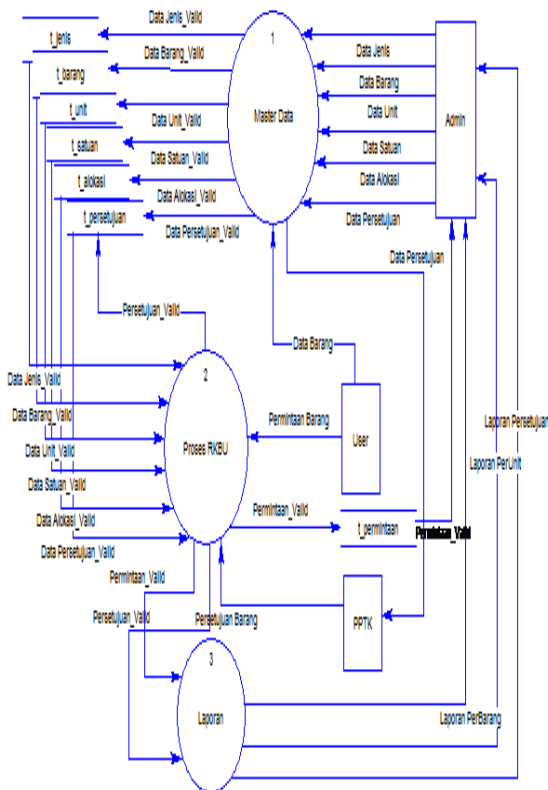 Data Jenis_Valid
t_jenis
1
Data Jenis
Data Barang_Valid
t_barang
Data Barang
t_unit
Master Data
Admin
Data Unit
Data Unit_Valid
t_satuan
Data Satuan
Data Satuan_Valid
t_alokasi
Data Alokasi
Data Alokasi_Valid
t_persetujuan
Data Persetujuan
Data Persetujuan_Valid
Data Persetujuan
Persetujuan_Valid
Data Barang
Data Jenis_Valid
2
Data Barang_Valid
Permintaan Barang
Laporan Persetujuan
Proses RKBU
User
Data Unit_Valid
Laporan PerUnit
Data Satuan_Valid
Permintaan_Valid
Data Alokasi_Valid
t_permintaan
Permintaan_Valid
Data Persetujuan_Valid
Permintaan_Valid
Persetujuan_Valid
Persetujuan Barang
PPTK
3
Laporan
Laporan PerBarang